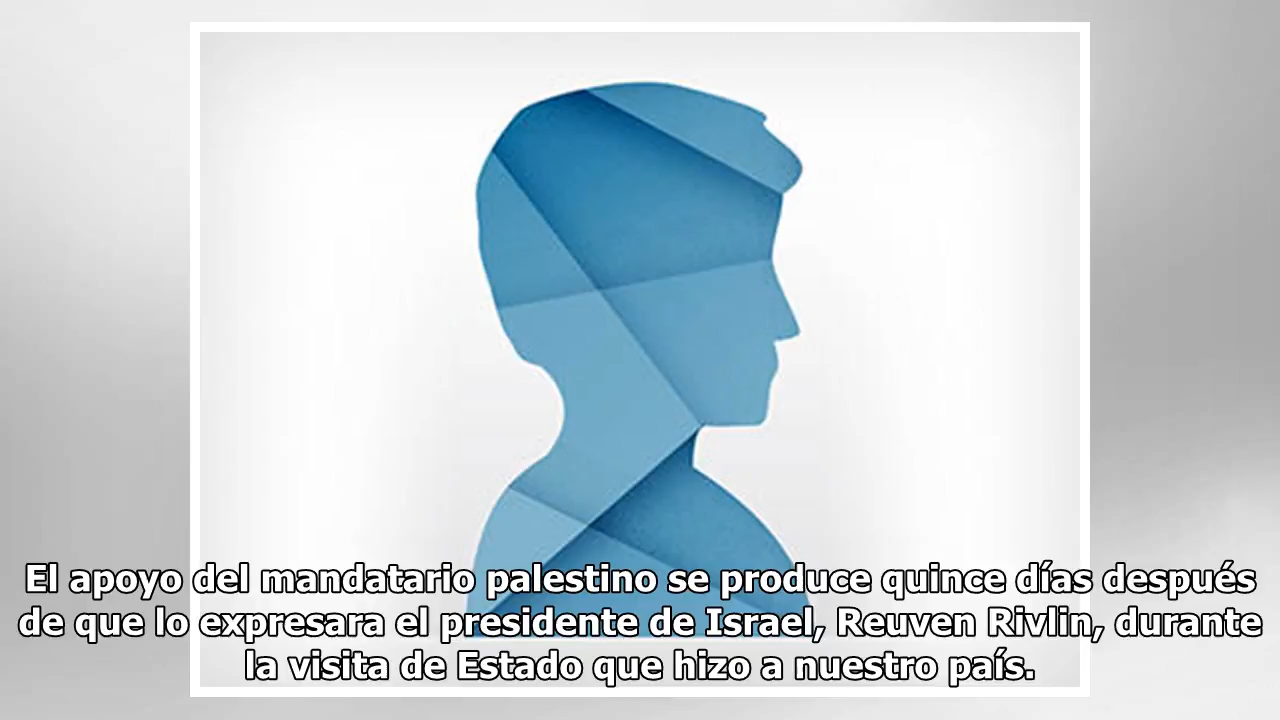 El apoyo del mandatario palestino se produce quince días después
de que lo expresara el presidente de Israel, Reuven Rivlin, durante
la visita de Estado que hizo a nuestro país.